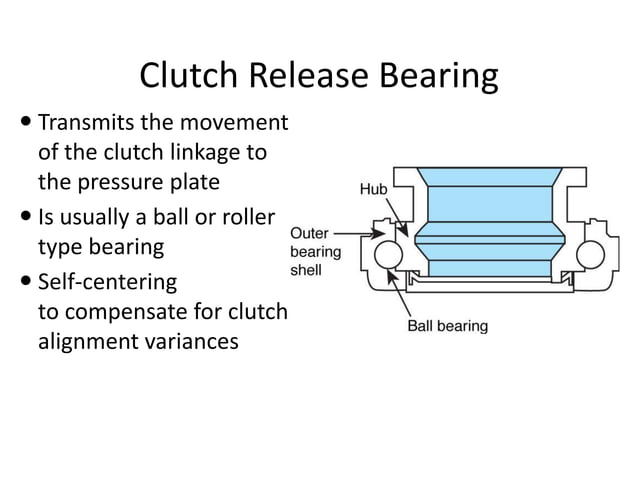 Clutch Release Bearing
• Transmits the movement
of the clutch linkage to
the pressure plate
• Is usually a ball or roller
type bearing
• Self-centering
to compensate for clutch
alignment variances
Hub
Outer
bearing
shell
Ball bearing